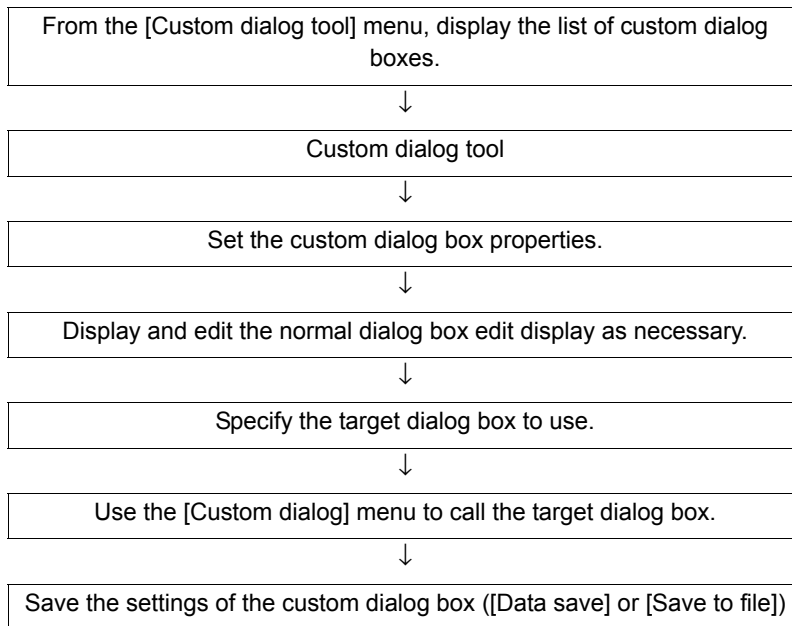 From the [Custom dialog tool] menu, display the list of custom dialog
boxes.
↓
Custom dialog tool
↓
Set the custom dialog box properties.
↓
Display and edit the normal dialog box edit display as necessary.
↓
Specify the target dialog box to use.
↓
Use the [Custom dialog] menu to call the target dialog box.
↓
Save the settings of the custom dialog box ([Data save] or [Save to file])